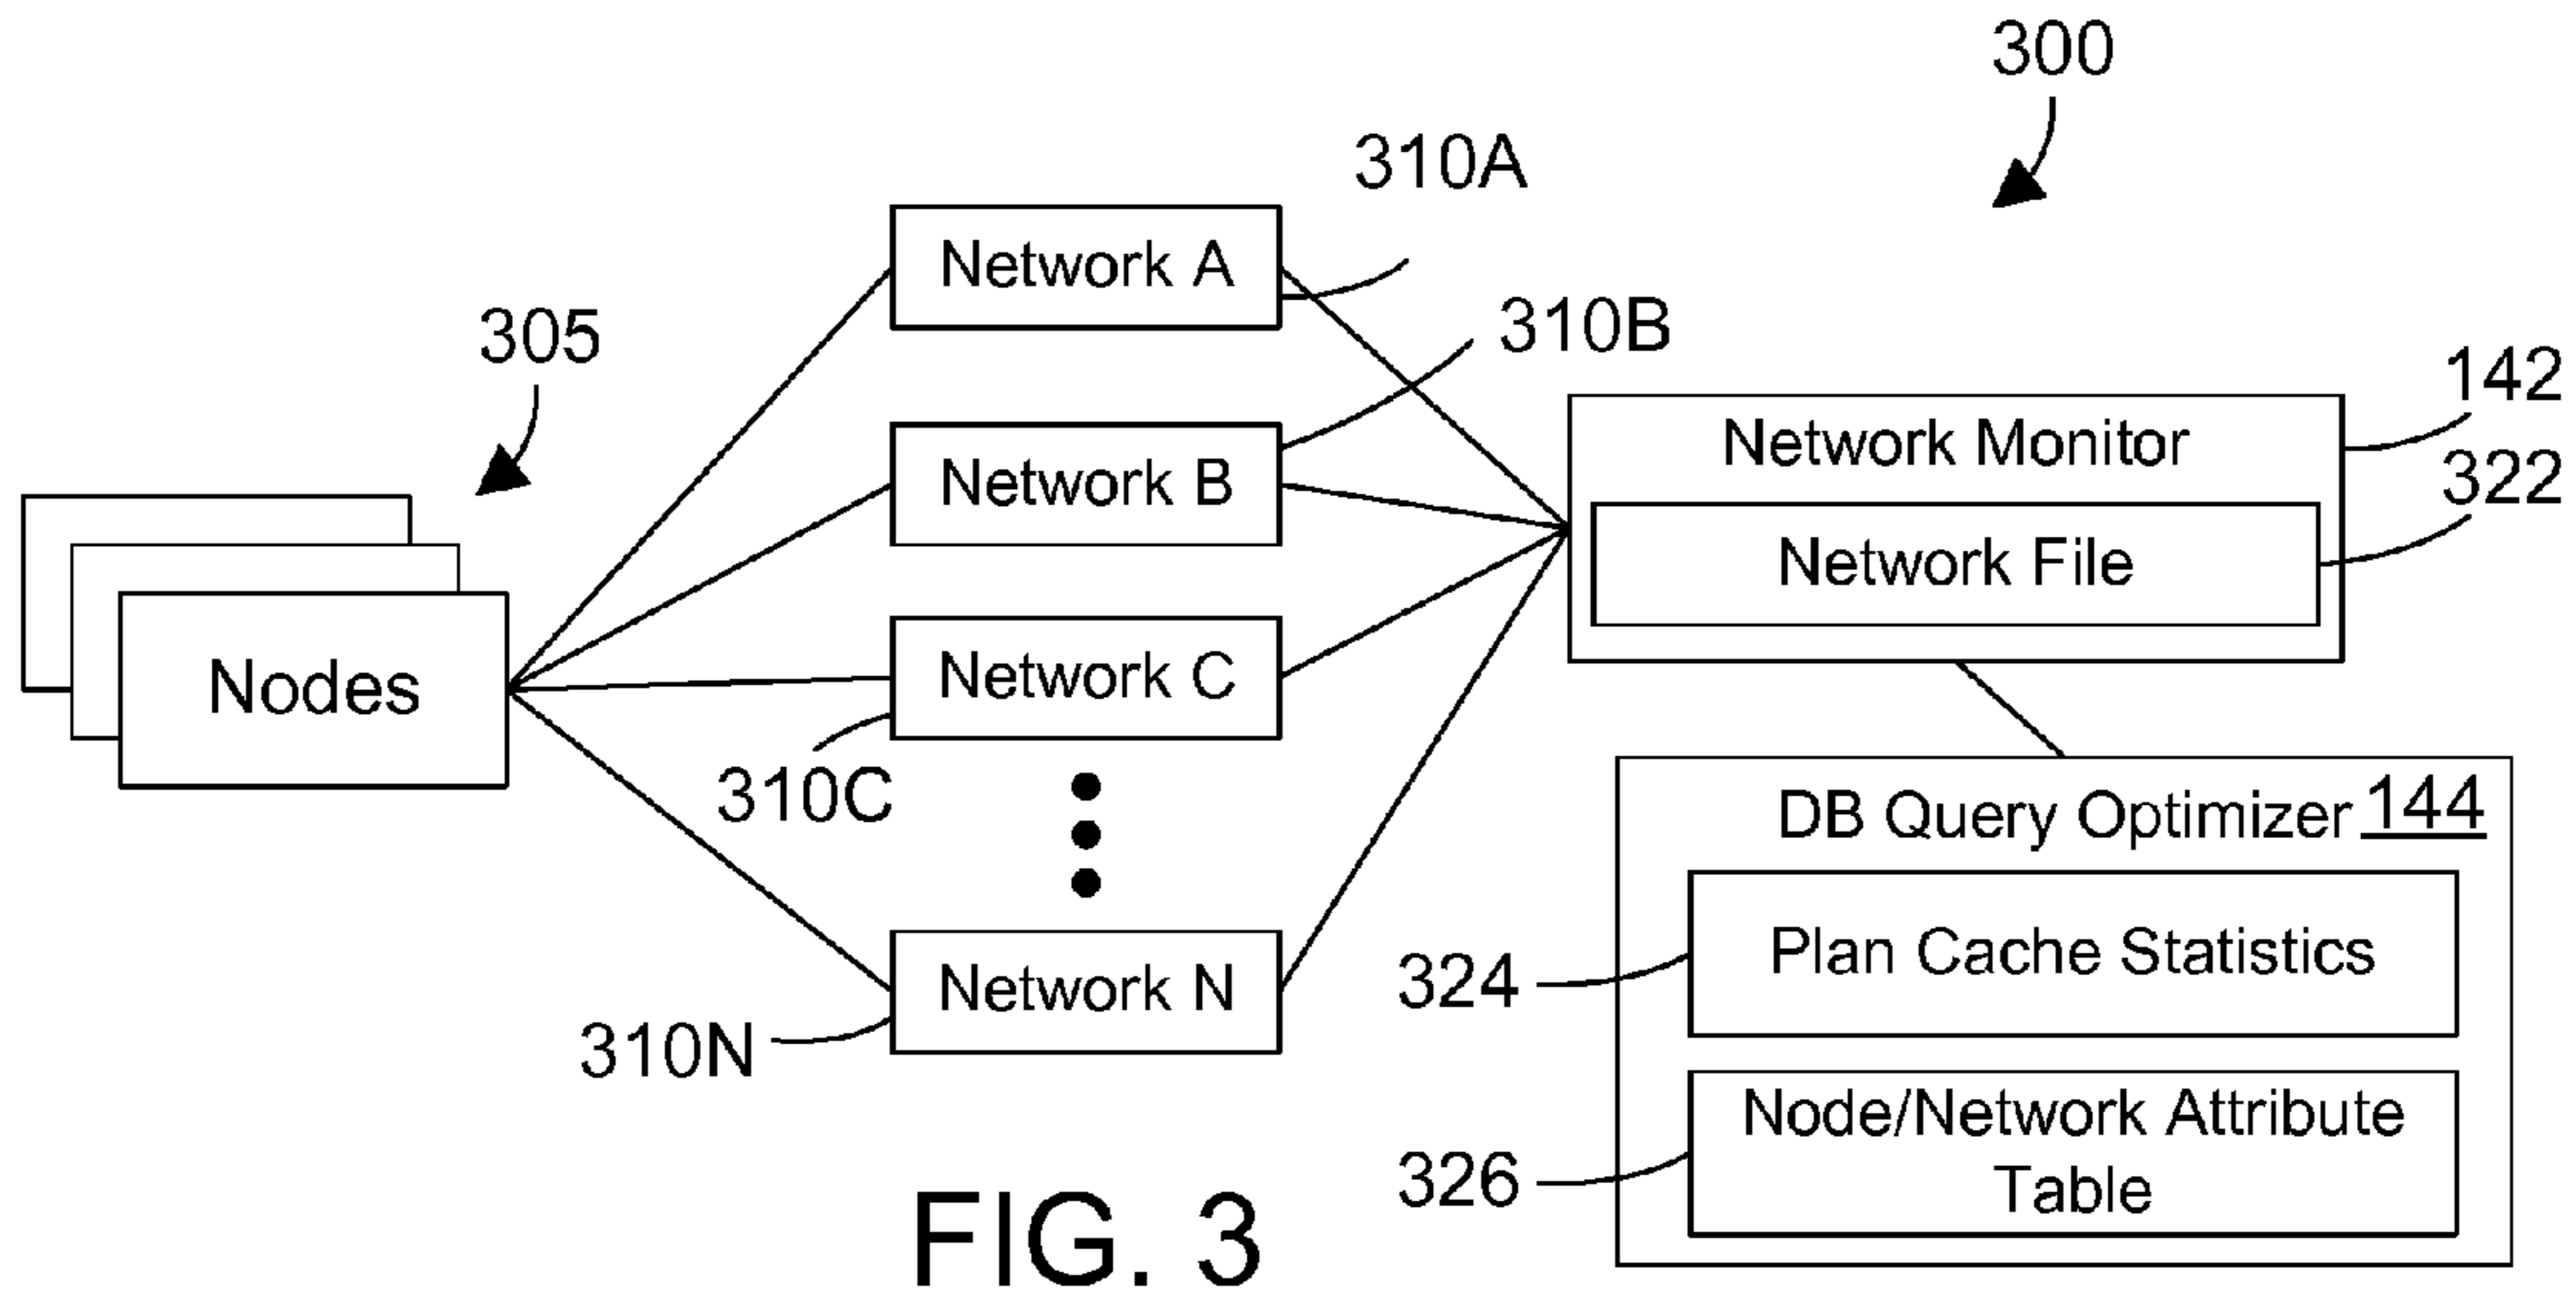 300
310A
Network A
310B
305
142
Network Monitor
322
Network B
Network File
Network C
Nodes
310C
DB Query Optimizer 144
Plan Cache Statistics
324
Network N
310N
Node/Network Attribute
Table
326
FIG. 3